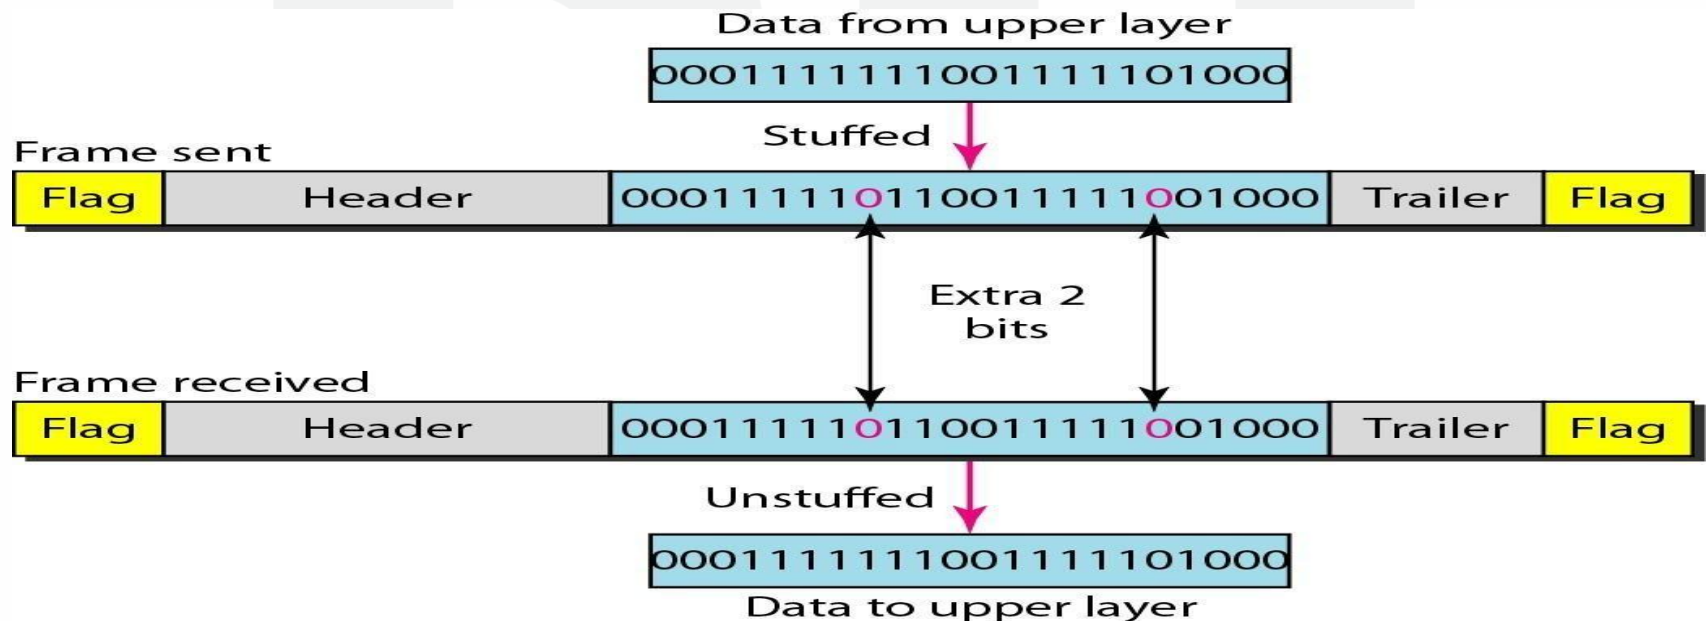 Data from upper layer
0001111111001111101000
Stuffed
Frame sent
Flag Header 000111110110011111001000 Trailer Flag
Extra 2
bits
Frame received
Flag Header 000111110110011111001000 Trailer Flag
Unstuffed
0001111111001111101000
Data to upper layer